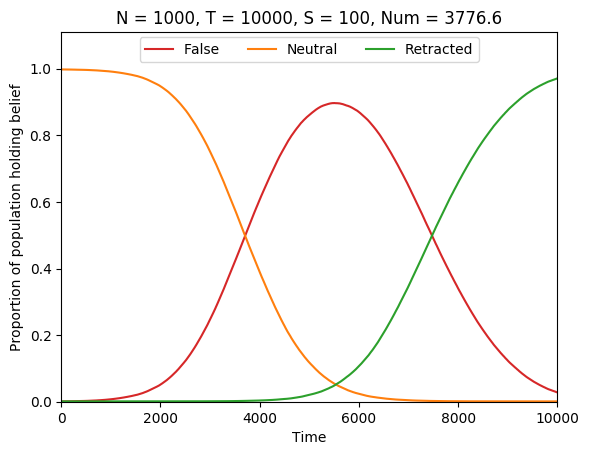 N = 1000, T = 10000, S = 100, Num = 3776.6
False Neutral Retracted
Proportion of population holding belief
1.0
0.8
0.6
0.4
0.2
0.0
0 2000 4000 6000 8000 10000
Time